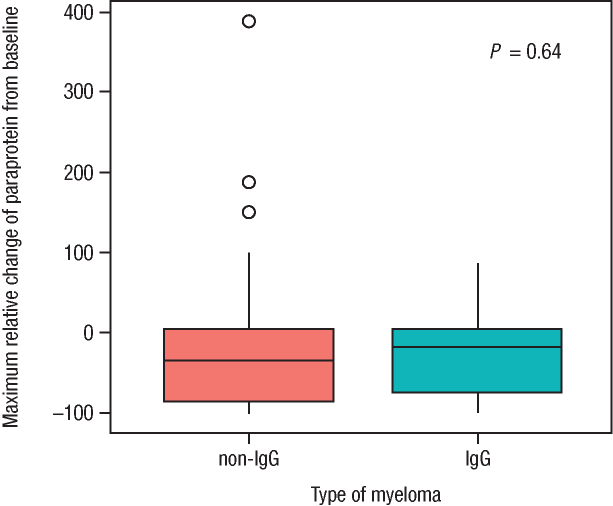 Maximum relative change of paraprotein from baseline
400
300
200
100
0
−100
P = 0.64
non-IgG
IgG
Type of myeloma